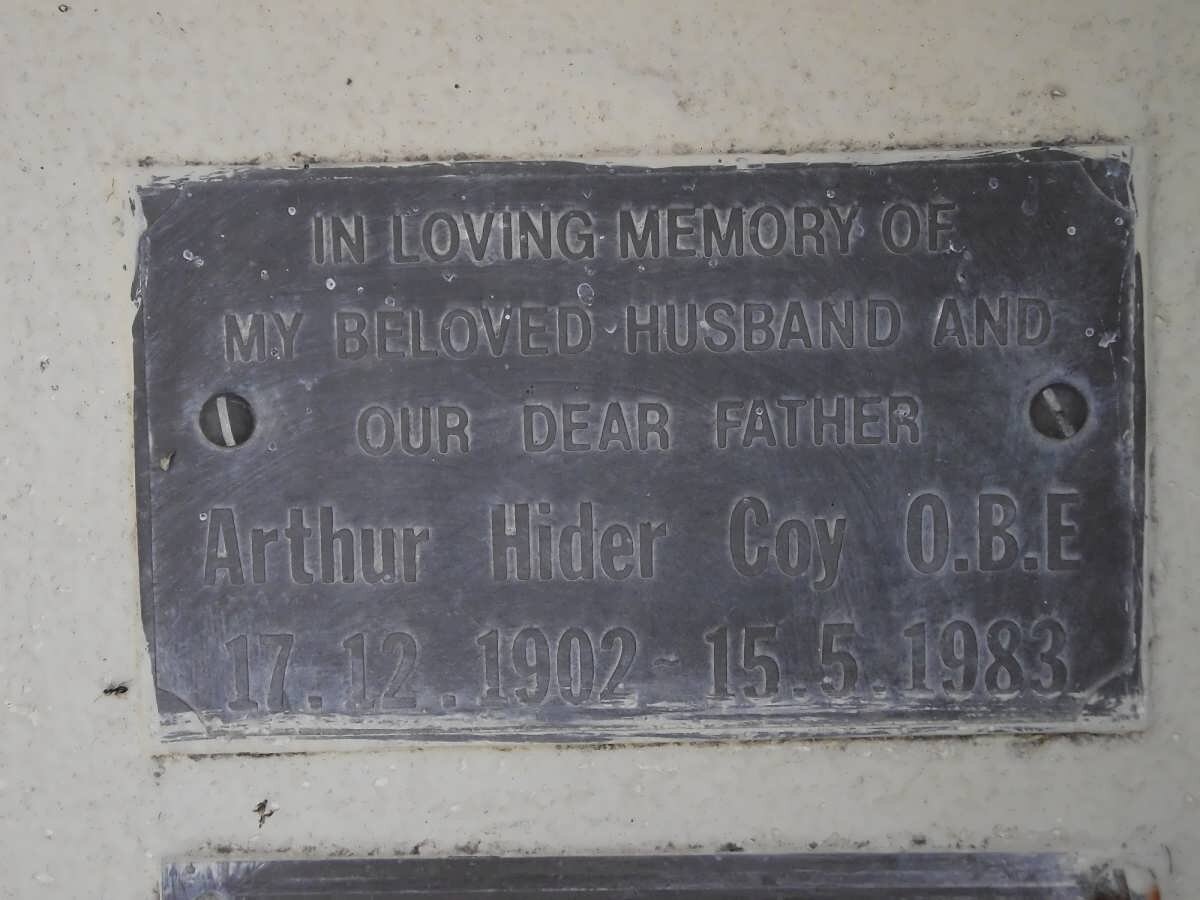 IN LOVING MEMORY OF
MY BELOVED HUSBAND AND
OUR DEAR FATHER
Arthur Hider Coy O.B.E
17.12.1902 - 15.5.1983